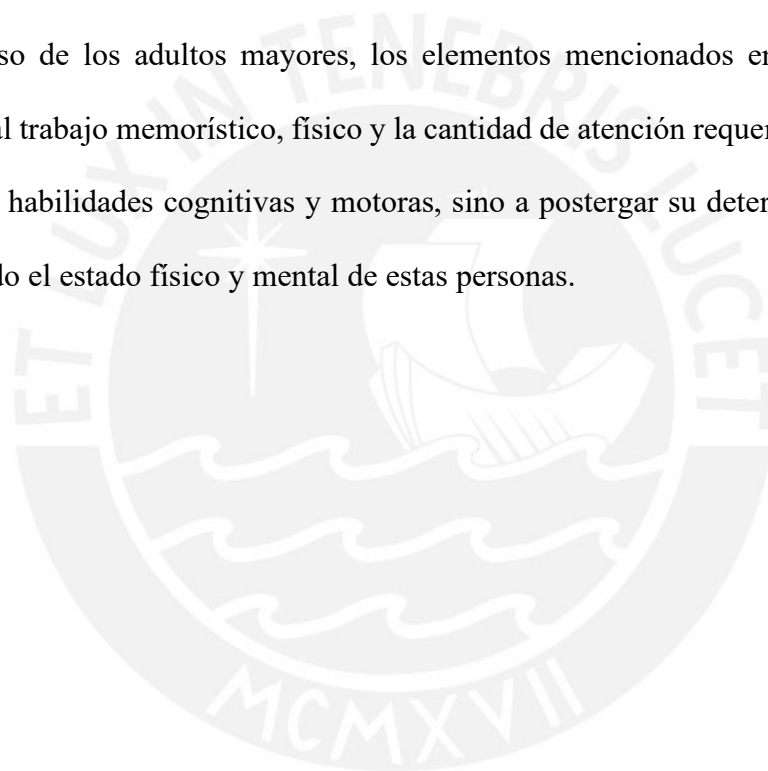 so de los adultos mayores, los elementos mencionados en
al trabajo memorístico, físico y la cantidad de atención requer
habilidades cognitivas y motoras, sino a postergar su deter
do el estado físico y mental de estas personas.
ET LUX IN TENEBRIS LUCET
MCMXVII